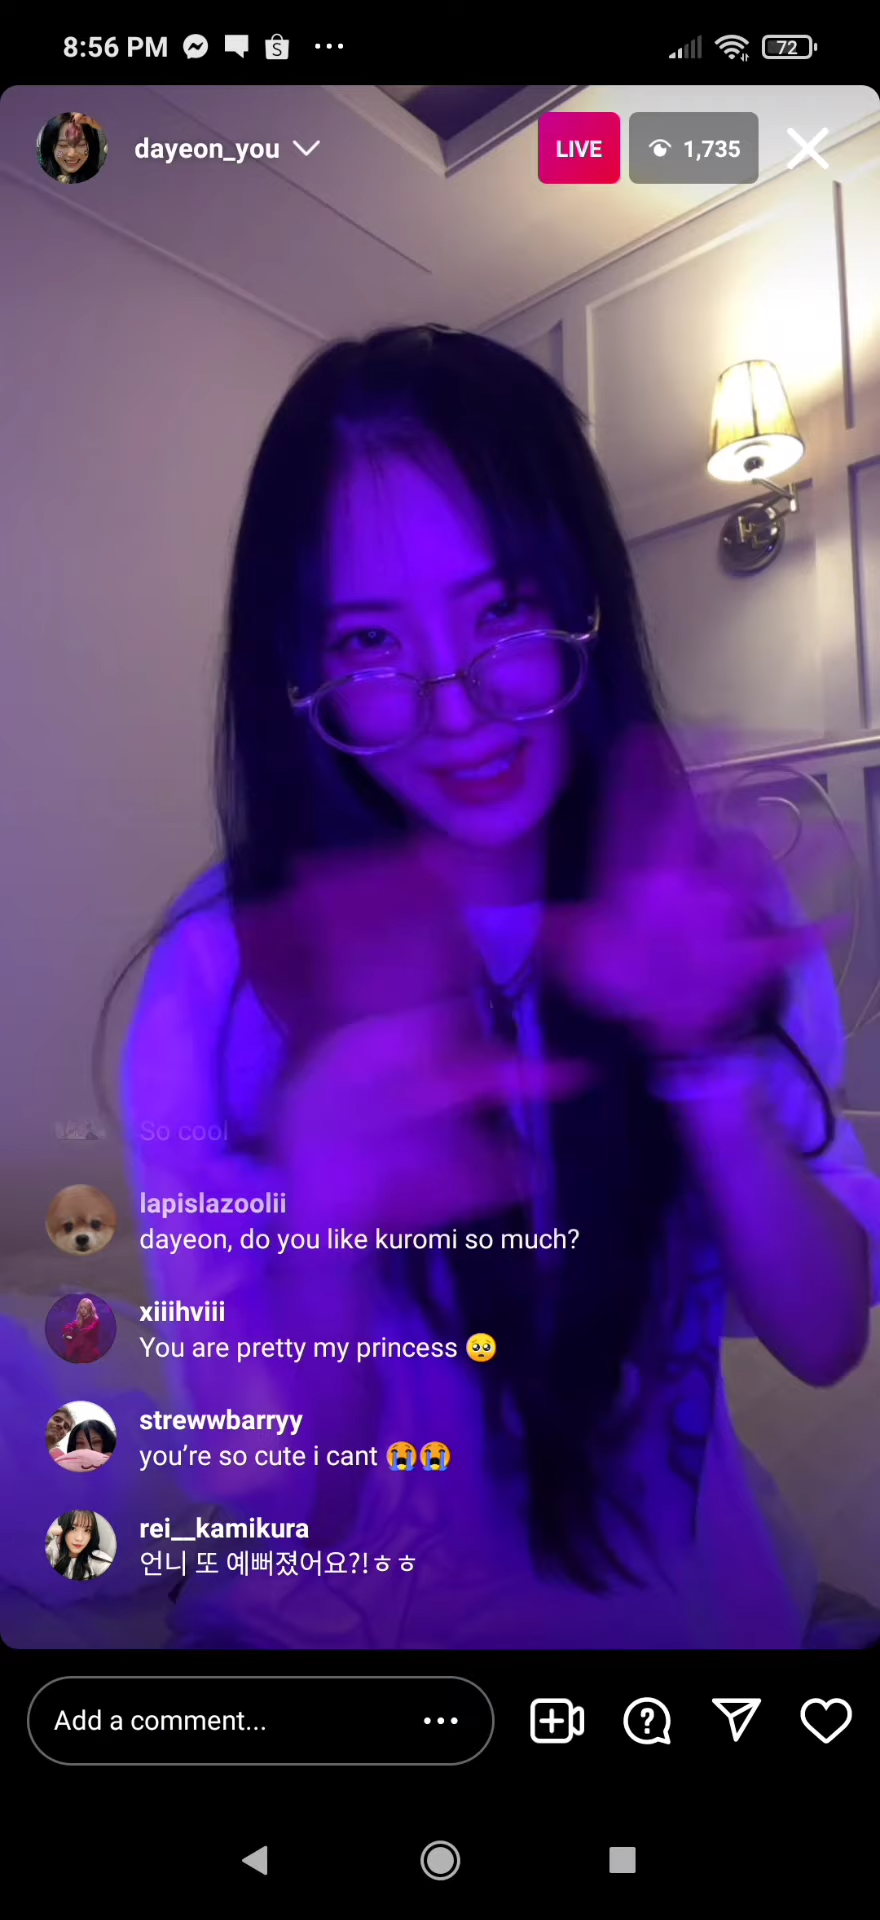 8:56 PM
72
dayeon_you
LIVE
1,735
So cool
lapislazoolii
dayeon, do you like kuromi so much?
xiiihviii
You are pretty my princess 🥺
strewwbarryy
you're so cute i cant 😭😭
rei__kamikura
언니 또 예뻐졌어요?!ㅎㅎ
Add a comment...